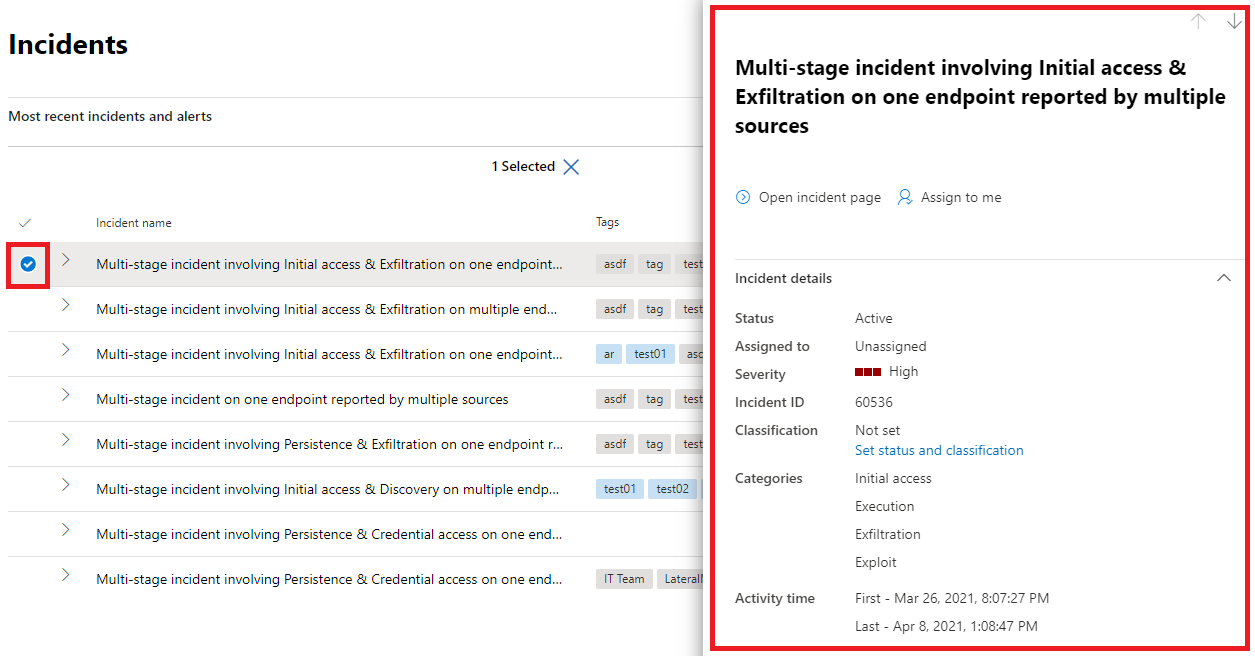 Incidents
Most recent incidents and alerts
1 Selected
Incident name Tags
Multi-stage incident involving Initial access & Exfiltration on one endpoint... asdf tag test
Multi-stage incident involving Initial access & Exfiltration on multiple end... asdf tag test
Multi-stage incident involving Initial access & Exfiltration on one endpoint... ar test01 asd
Multi-stage incident on one endpoint reported by multiple sources asdf tag test
Multi-stage incident involving Persistence & Exfiltration on one endpoint r... asdf tag test
Multi-stage incident involving Initial access & Discovery on multiple endp... test01 test02
Multi-stage incident involving Persistence & Credential access on one end...
Multi-stage incident involving Persistence & Credential access on one end... IT Team Lateral
Multi-stage incident involving Initial access &
Exfiltration on one endpoint reported by multiple
sources
Open incident page Assign to me
Incident details
Status Active
Assigned to Unassigned
Severity High
Incident ID 60536
Classification Not set
Set status and classification
Categories Initial access
Execution
Exfiltration
Exploit
Activity time First - Mar 26, 2021, 8:07:27 PM
Last - Apr 8, 2021, 1:08:47 PM